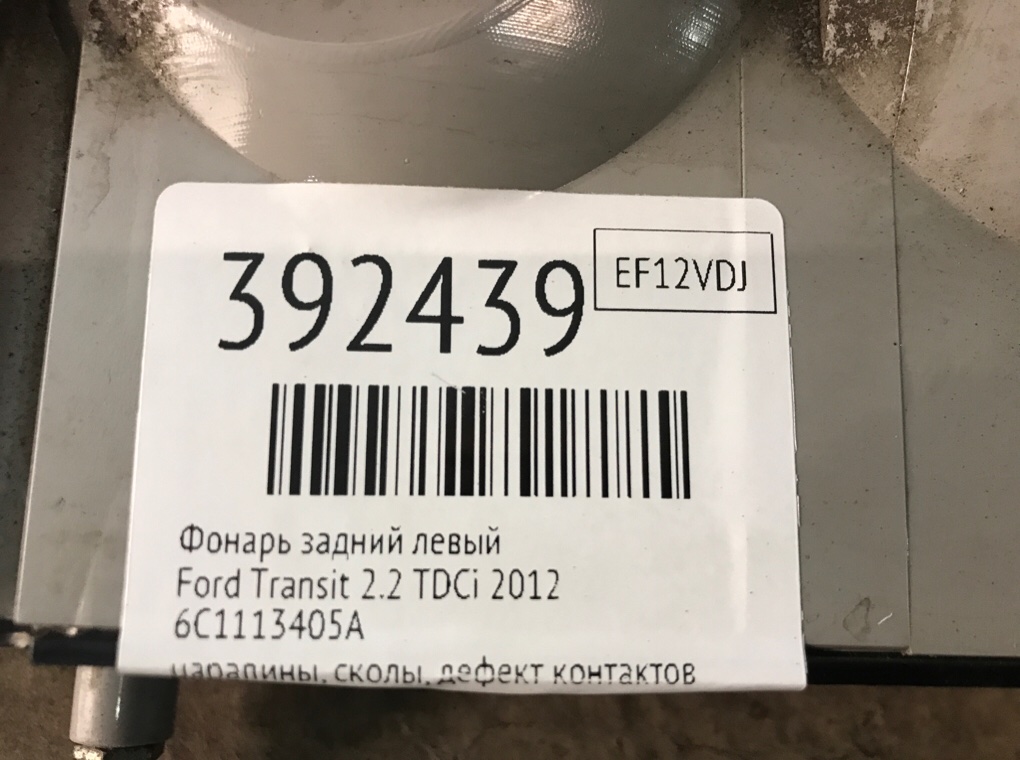 392439
EF12VDJ
Фонарь задний левый
Ford Transit 2.2 TDCi 2012
6C1113405A
царапины, сколы, дефект контактов